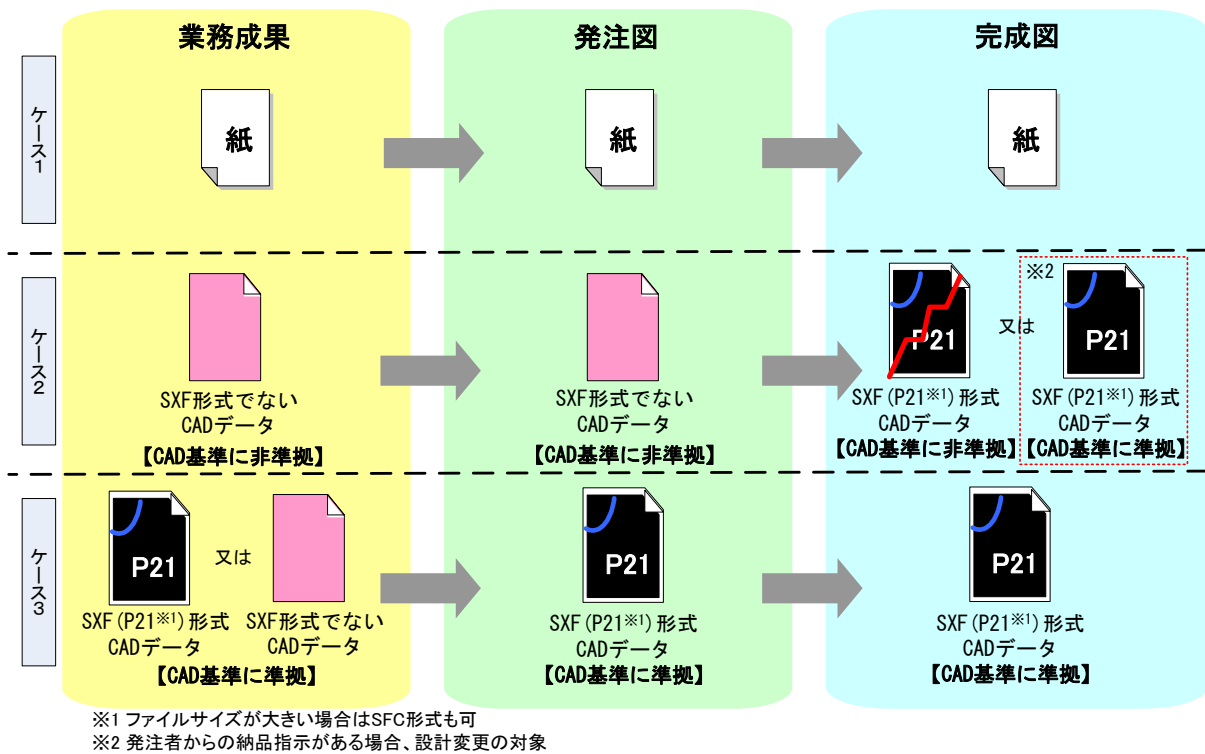 業務成果
発注図
完成図
ケース1
紙
紙
紙
ケース2
SXF形式でない
CADデータ
【CAD基準に非準拠】
SXF形式でない
CADデータ
【CAD基準に非準拠】
P21
SXF(P21※1)形式
CADデータ
【CAD基準に非準拠】
又は
※2
P21
SXF(P21※1)形式
CADデータ
【CAD基準に準拠】
ケース3
P21
SXF(P21※1)形式
CADデータ
又は
SXF形式でない
CADデータ
【CAD基準に準拠】
P21
SXF(P21※1)形式
CADデータ
【CAD基準に準拠】
P21
SXF(P21※1)形式
CADデータ
【CAD基準に準拠】
※1 ファイルサイズが大きい場合はSFC形式も可
※2 発注者からの納品指示がある場合、設計変更の対象